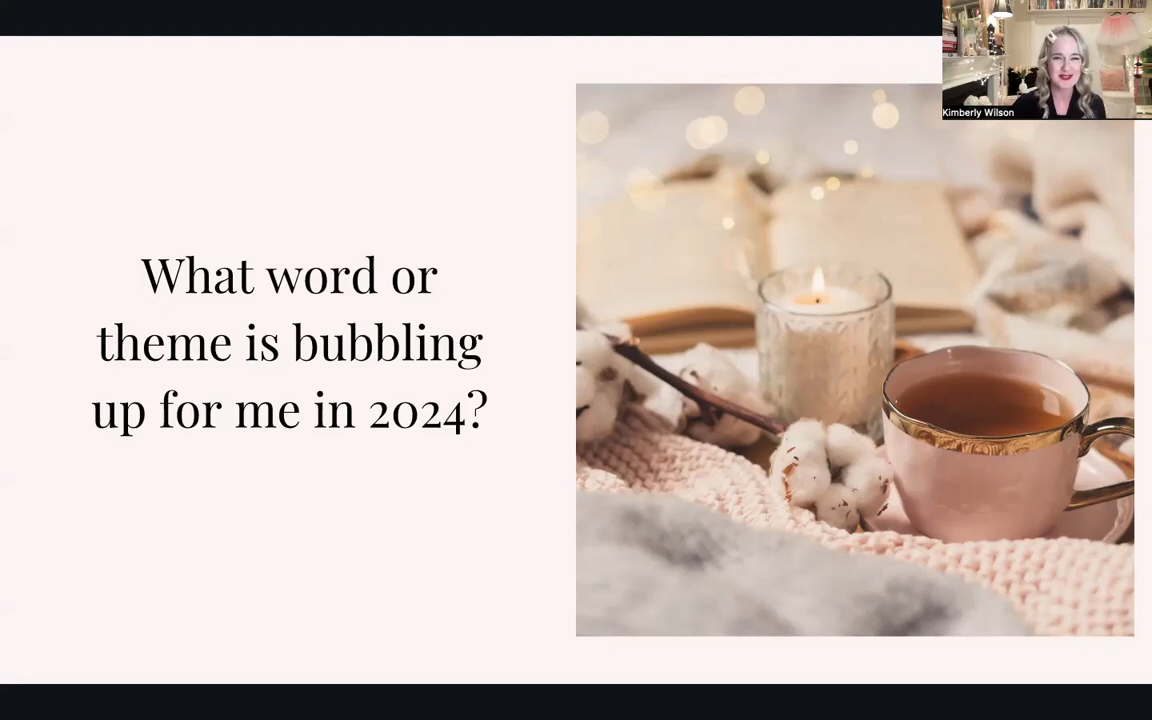 Kimberly Wilson
What word or
theme is bubbling
up for me in 2024?